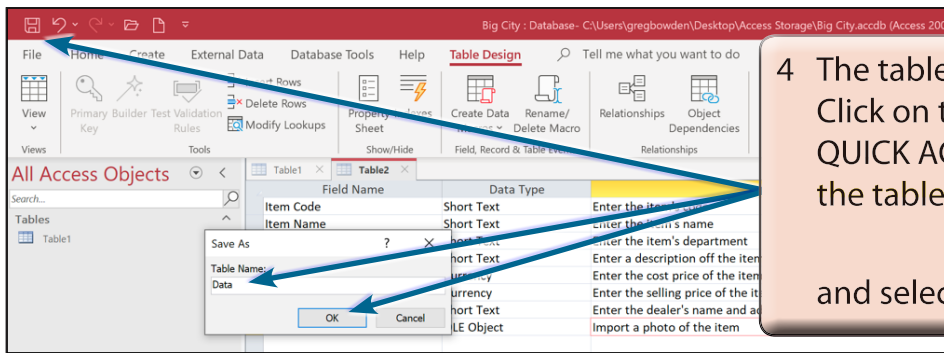 Big City : Database- C:\Users\gregbowden\Desktop\Access Storage\Big City.accdb (Access 200
File Home Create External Data Database Tools Help Table Design Tell me what you want to do
View Primary Key Builder Test Validation Rules Rows Delete Rows Modify Lookups Property Sheet Create Data Rename/ Delete Macro Relationships Object Dependencies
Views Tools Show/Hide Field, Record & Table Relationships
4 The table
Click on t
QUICK AC
the table
and selec
All Access Objects
Search...
Tables
Table1
Table1 Table2
Field Name Data Type
Item Code Short Text Enter the
Item Name Short Text Enter the item's name
Short Text Enter the item's department
Short Text Enter a description off the item
Currency Enter the cost price of the item
Currency Enter the selling price of the it
Short Text Enter the dealer's name and ad
OLE Object Import a photo of the item
Save As ? ×
Table Name:
Data
OK Cancel